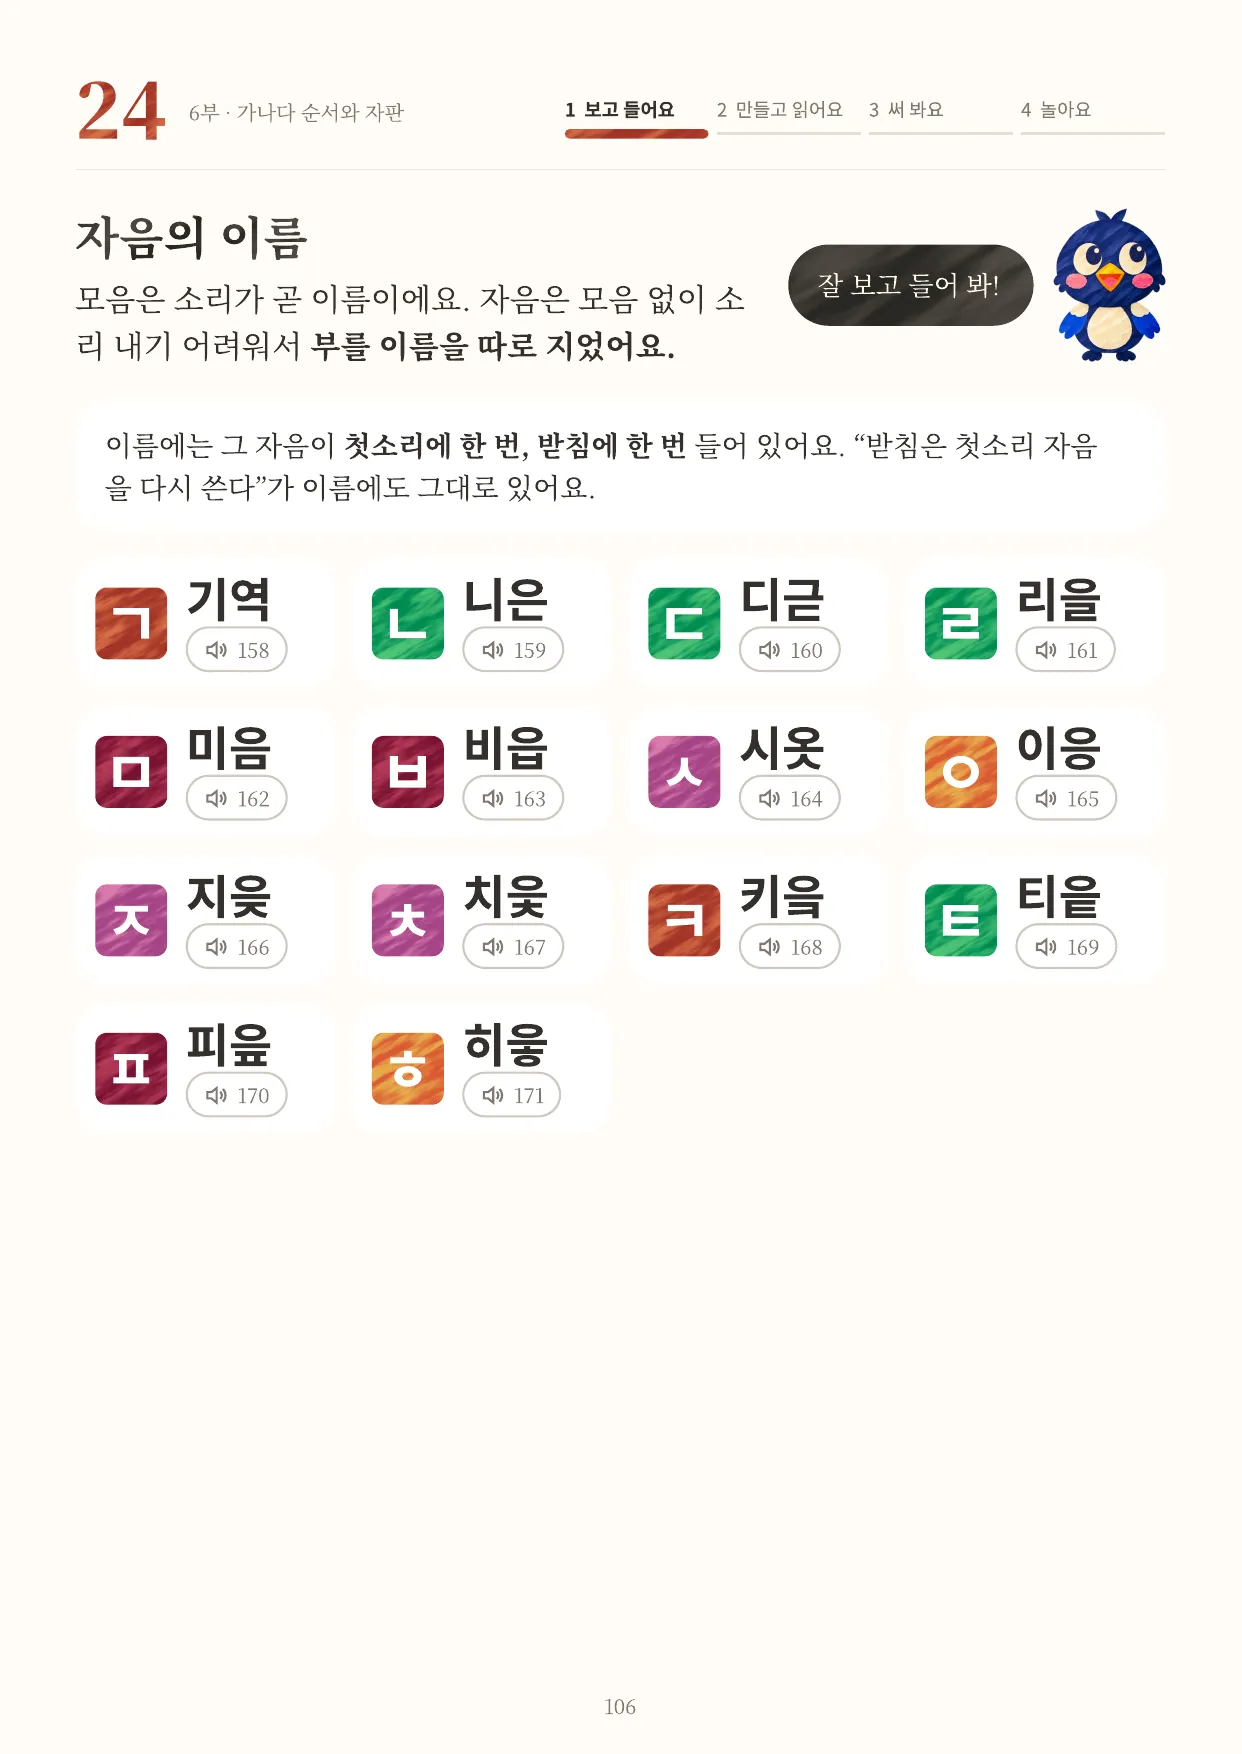 24
6부 · 가나다 순서와 자판
1 보고 들어요
2 만들고 읽어요
3 써 봐요
4 놀아요
자음의 이름
모음은 소리가 곧 이름이에요. 자음은 모음 없이 소
리 내기 어려워서 부를 이름을 따로 지었어요.
잘 보고 들어 봐!
이름에는 그 자음이 첫소리에 한 번, 받침에 한 번 들어 있어요. “받침은 첫소리 자음
을 다시 쓴다”가 이름에도 그대로 있어요.
ㄱ 기역
158
ㄴ 니은
159
ㄷ 디귿
160
ㄹ 리을
161
ㅁ 미음
162
ㅂ 비읍
163
ㅅ 시옷
164
ㅇ 이응
165
ㅈ 지읒
166
ㅊ 치읓
167
ㅋ 키읔
168
ㅌ 티읕
169
ㅍ 피읖
170
ㅎ 히읗
171
106